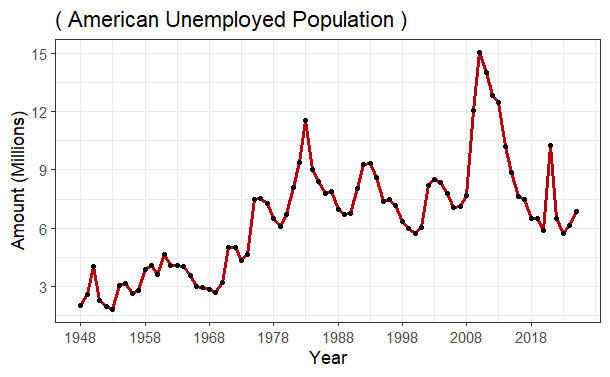 ( American Unemployed Population )
15
12
9
6
3
Amount (Millions)
1948 1958 1968 1978 1988 1998 2008 2018
Year